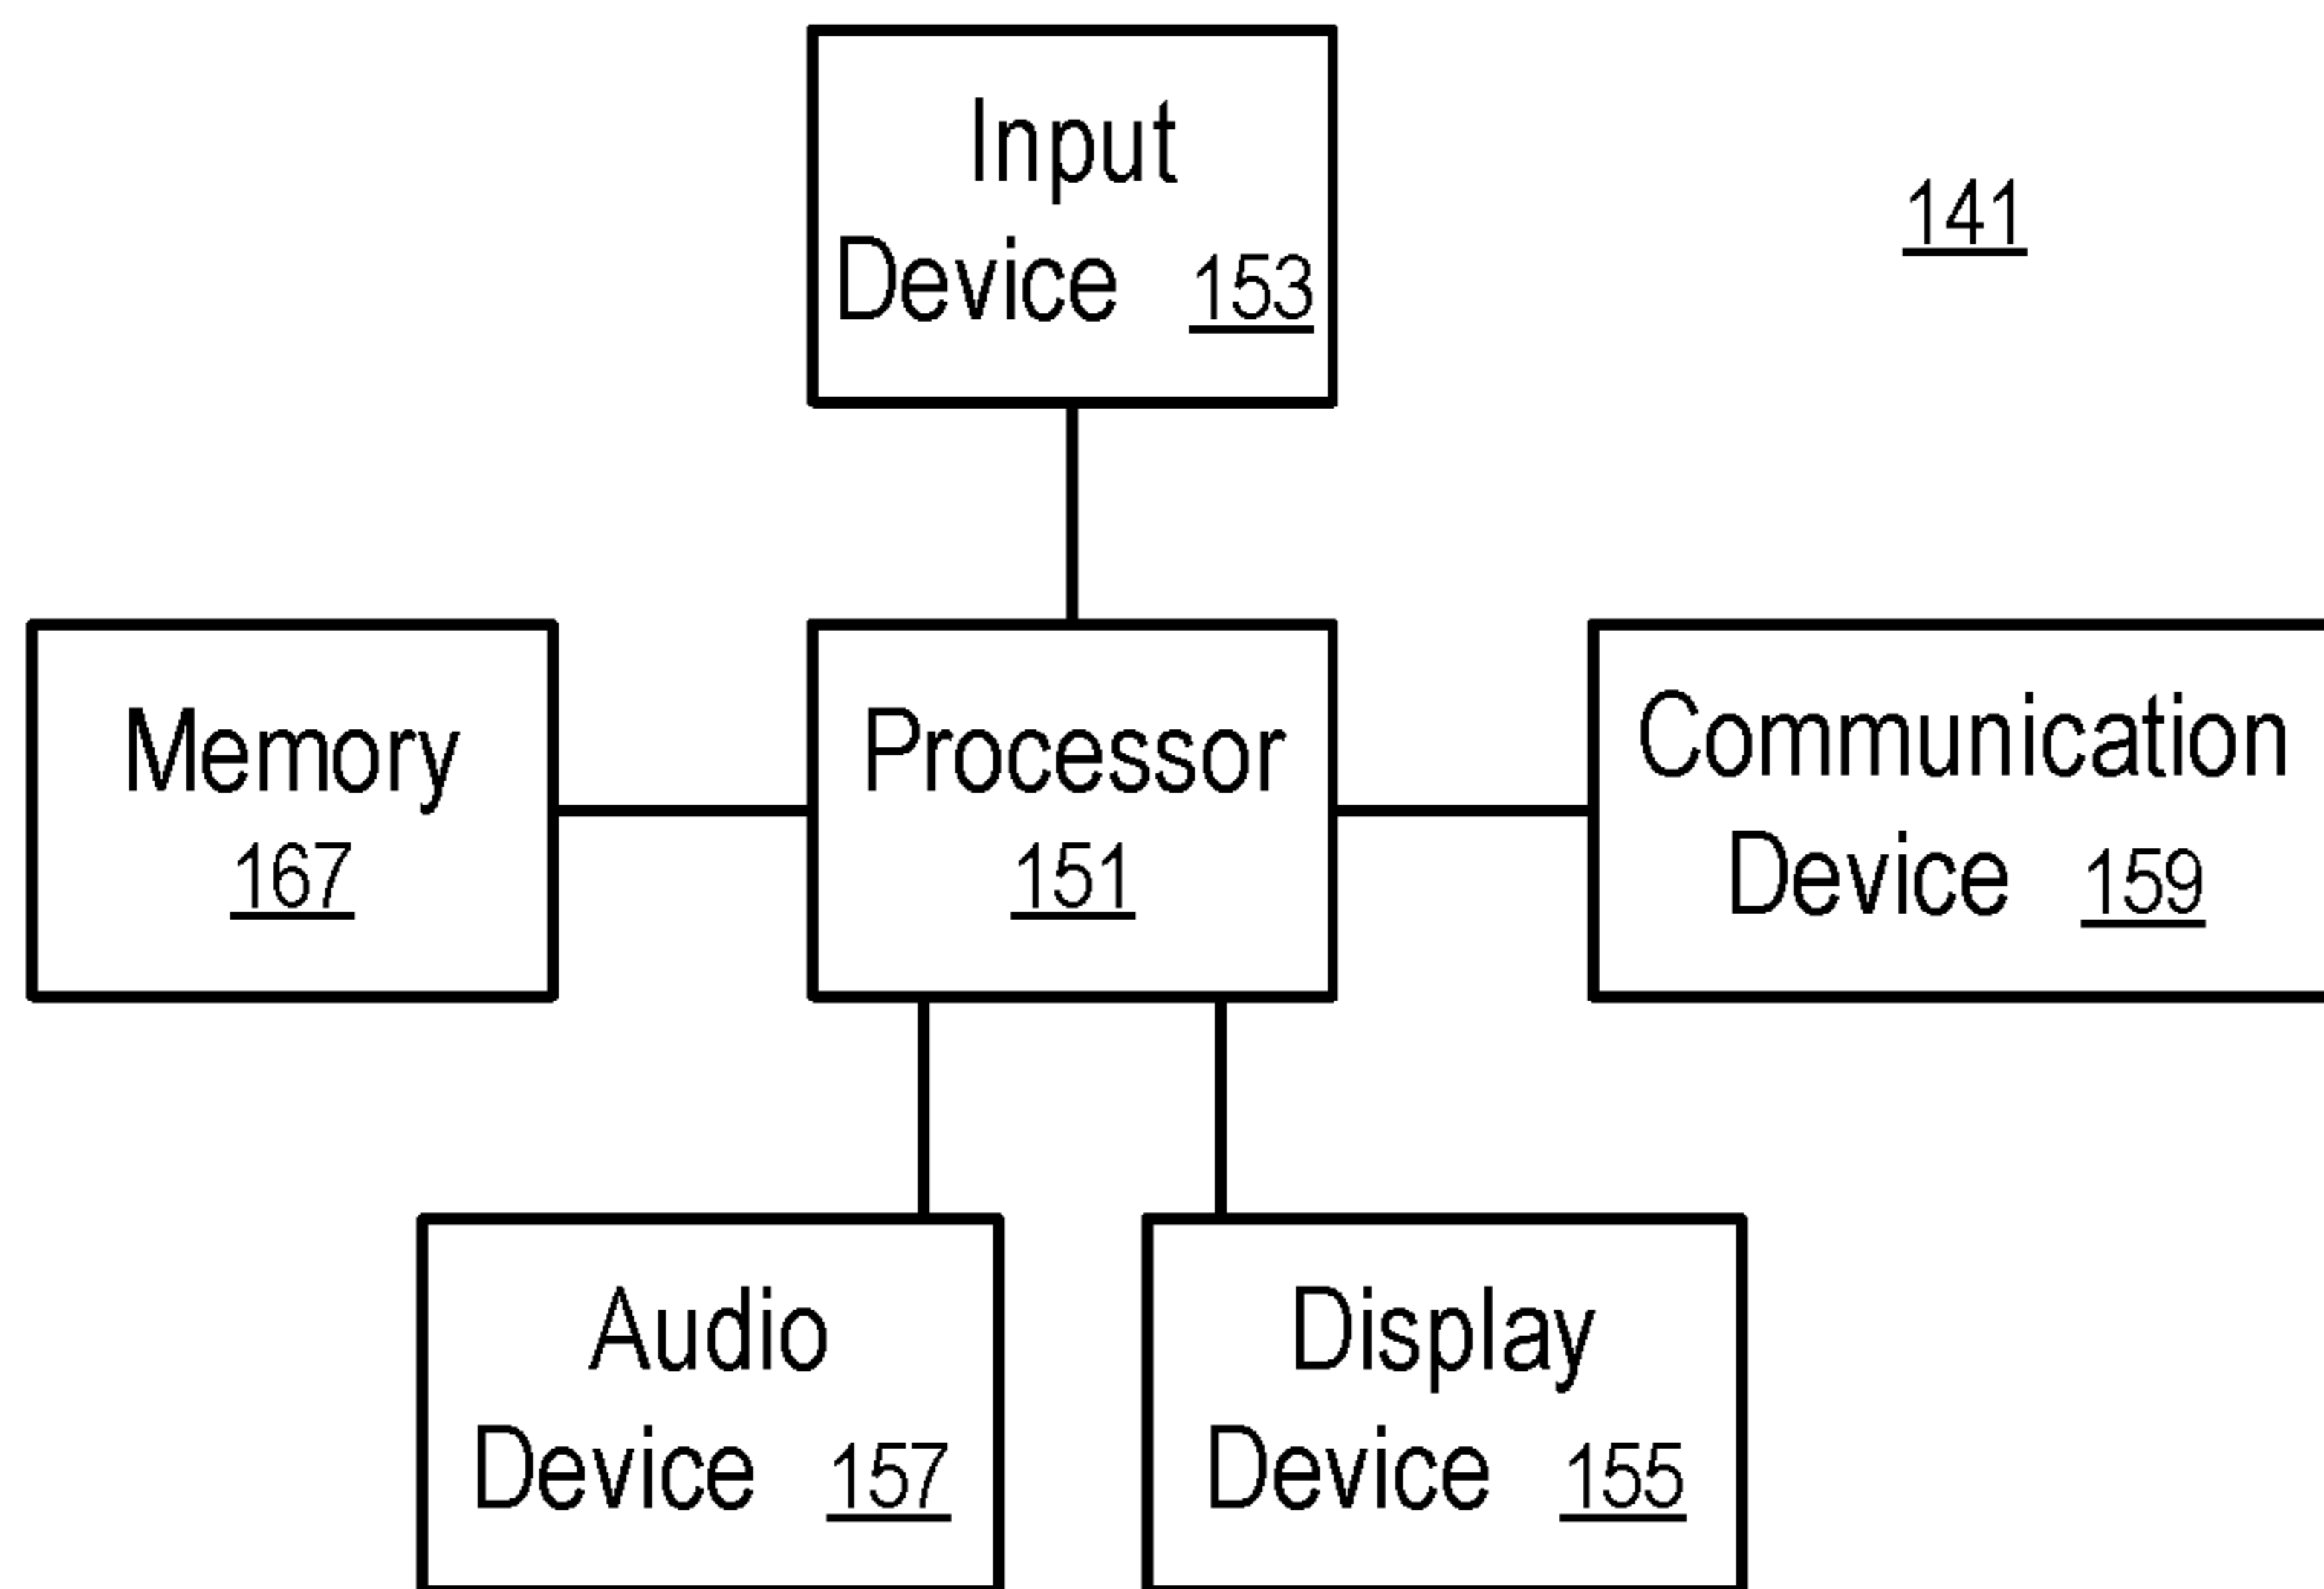 Input
Device 153
141
Memory
167
Processor
151
Communication
Device 159
Audio
Device 157
Display
Device 155